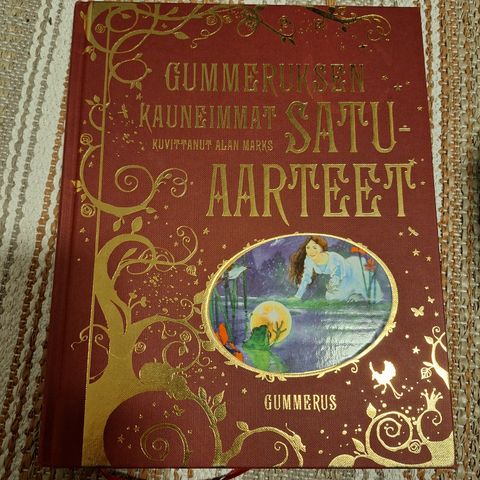 GUMMERUKSEN
KAUNEIMMAT
KUVITTANUT ALAN MARKS
SATU-
AARTEET
GUMMERUS